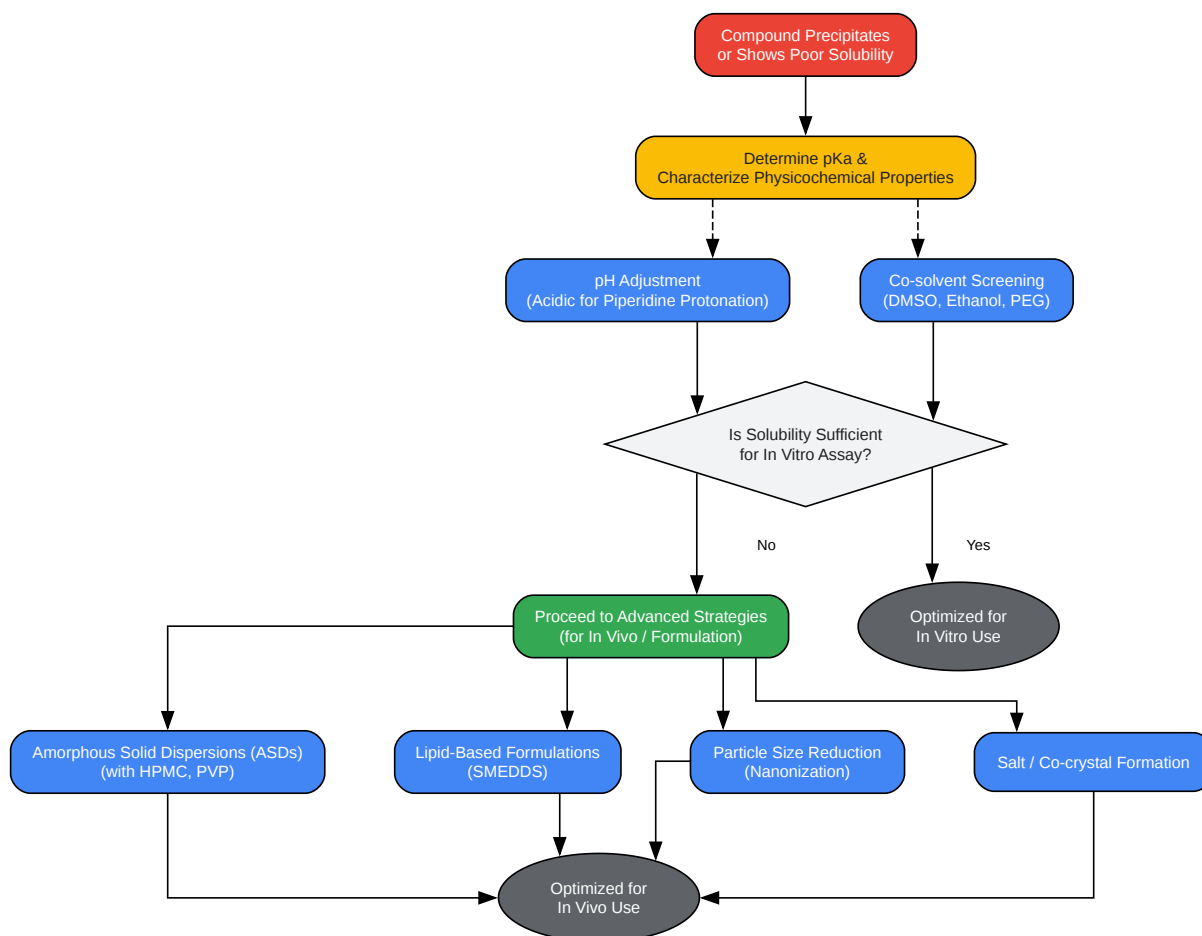 Compound Precipitates
or Shows Poor Solubility
Determine pKa &
Characterize Physicochemical Properties
pH Adjustment
(Acidic for Piperidine Protonation)
Co-solvent Screening
(DMSO, Ethanol, PEG)
Is Solubility Sufficient
for In Vitro Assay?
No
Yes
Proceed to Advanced Strategies
(for In Vivo / Formulation)
Optimized for
In Vitro Use
Amorphous Solid Dispersions (ASDs)
(with HPMC, PVP)
Lipid-Based Formulations
(SMEDDS)
Particle Size Reduction
(Nanonization)
Salt / Co-crystal Formation
Optimized for
In Vivo Use